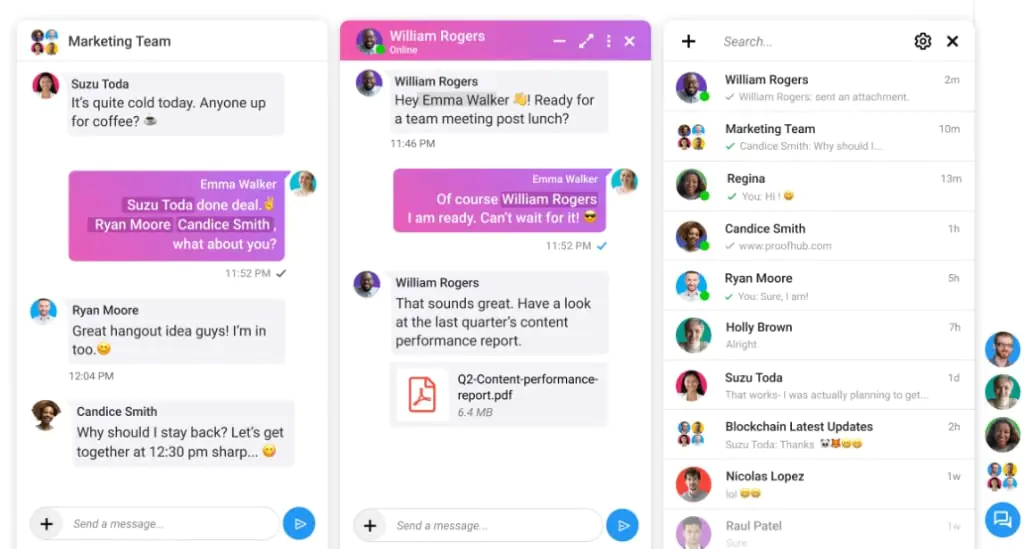 Marketing Team
Suzu Toda
It's quite cold today. Anyone up
for coffee? ☕
Emma Walker
Suzu Toda done deal.✌
Ryan Moore Candice Smith ,
what about you?
11:52 PM
Ryan Moore
Great hangout idea guys! I'm in
too.😄
12:04 PM
Candice Smith
Why should I stay back? Let's get
together at 12:30 pm sharp... 😋
Send a message...
William Rogers
Online
William Rogers
Hey Emma Walker 👋! Ready for
a team meeting post lunch?
11:46 PM
Emma Walker
Of course William Rogers
I am ready. Can't wait for it! 😎
11:52 PM
William Rogers
That sounds great. Have a look
at the last quarter's content
performance report.
Q2-Content-performance-
report.pdf
6.4 MB
Send a message...
Search...
William Rogers 2m
William Rogers: sent an attachment.
Marketing Team 10m
Candice Smith: Why should I...
Regina 13m
You: Hi ! 😀
Candice Smith 1h
www.proofhub.com
Ryan Moore 5h
You: Sure, I am!
Holly Brown 7h
Alright
Suzu Toda 1d
That works- I was actually planning to get...
Blockchain Latest Updates 2h
Suzu Toda: Thanks 🐼🦊😄😄
Nicolas Lopez 1w
lol 😄😄
Raul Patel 1w
Sure